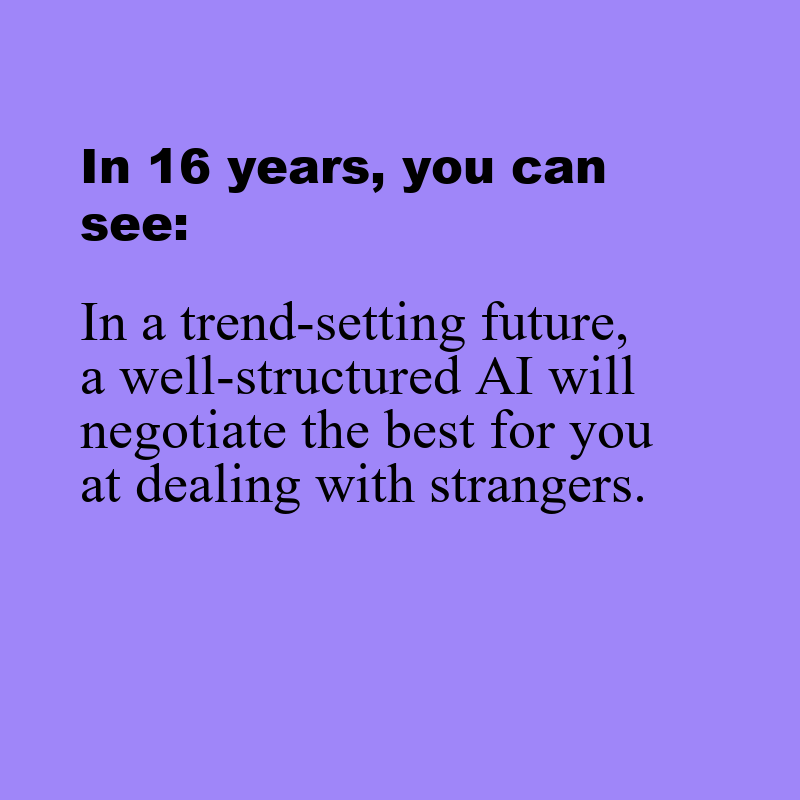 In 16 years, you can
see:
In a trend-setting future,
a well-structured AI will
negotiate the best for you
at dealing with strangers.